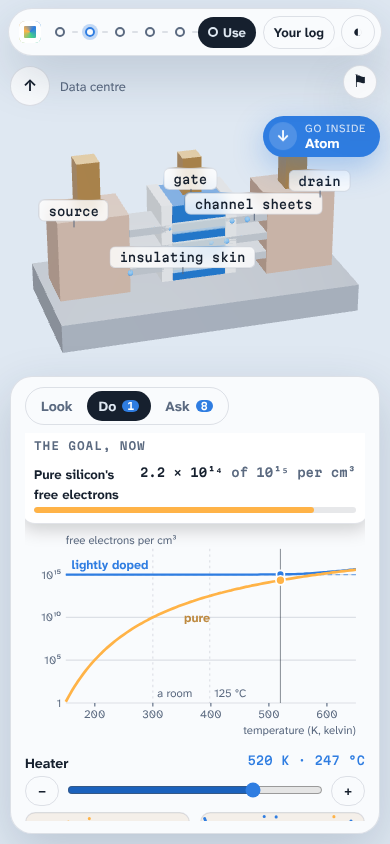 Use
Your log
Data centre
GO INSIDE
Atom
gate
drain
source
channel sheets
insulating skin
Look
Do 1
Ask 8
THE GOAL, NOW
Pure silicon's free electrons
2.2 × 10¹⁴ of 10¹⁵ per cm³
free electrons per cm³
lightly doped
10¹⁵
10¹⁰
pure
10⁵
a room
125 °C
1
200
300
400
500
600
temperature (K, kelvin)
Heater
520 K · 247 °C
−
+